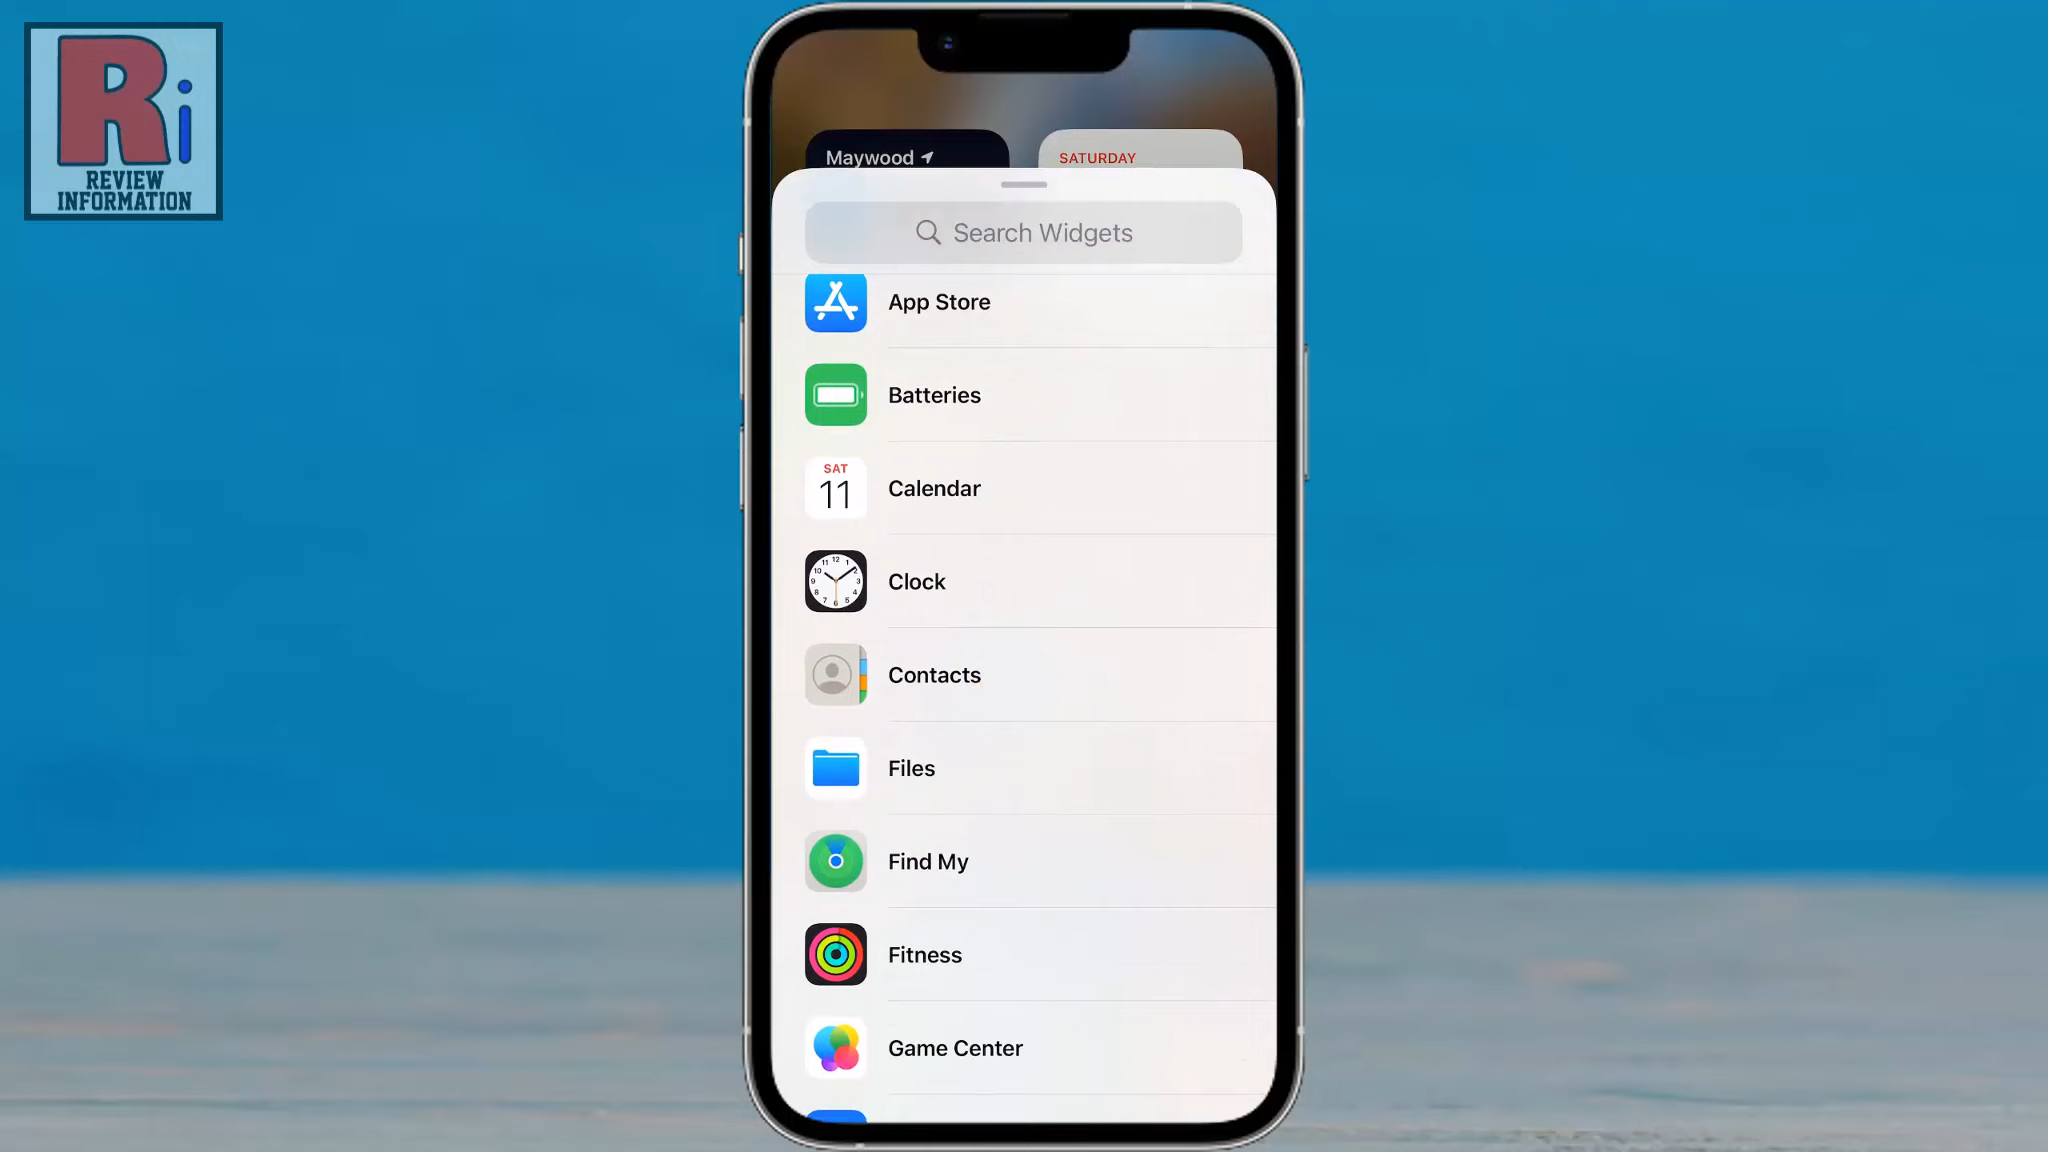 Ri
REVIEW
INFORMATION
Maywood
SATURDAY
Search Widgets
App Store
Batteries
SAT
11
Calendar
Clock
Contacts
Files
Find My
Fitness
Game Center